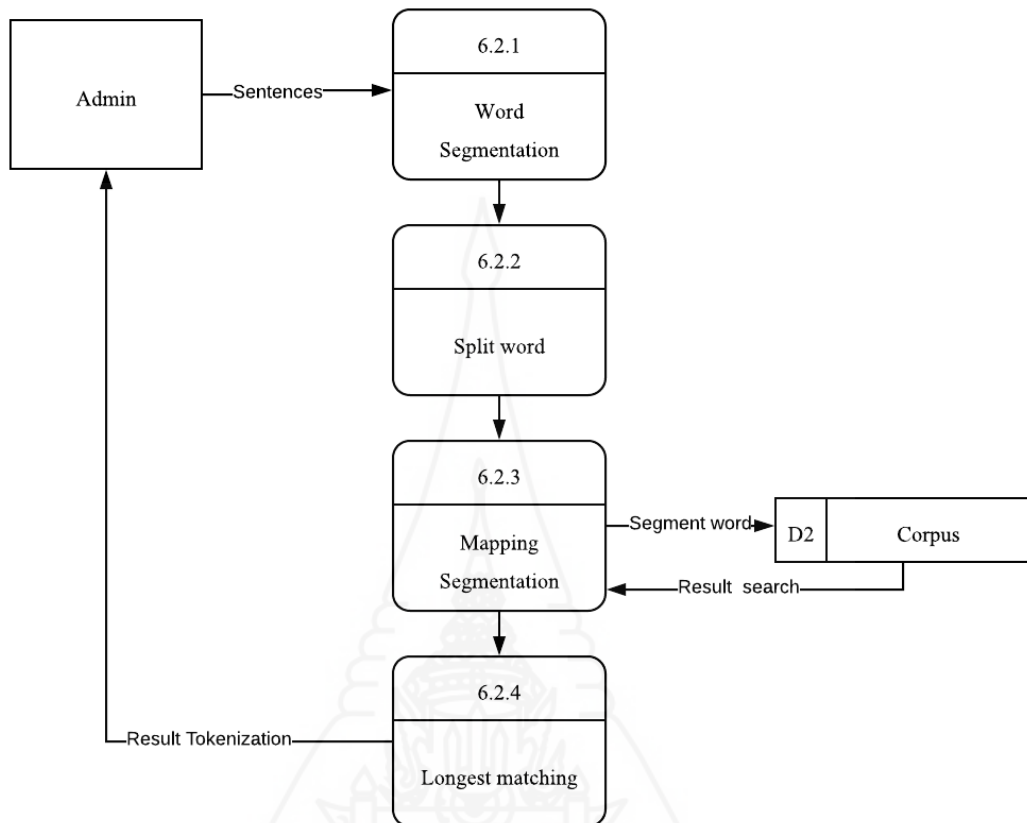 Admin
Sentences
6.2.1
Word
Segmentation
6.2.2
Split word
6.2.3
Mapping
Segmentation
Segment word
D2
Corpus
Result search
6.2.4
Longest matching
Result Tokenization